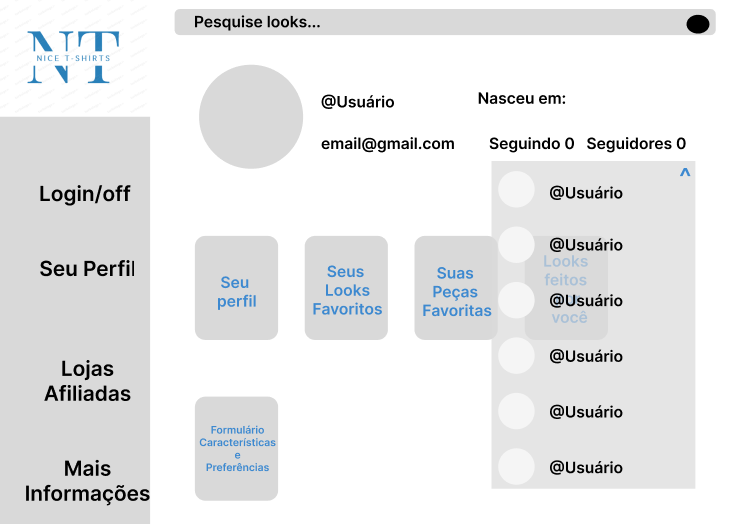 Pesquise looks...
NT
NICE T-SHIRTS
@Usuário
Nasceu em:
email@gmail.com
Seguindo 0
Seguidores 0
^
Login/off
Seu Perfil
Lojas
Afiliadas
Mais
Informações
Seu
perfil
Seus
Looks
Favoritos
Suas
Peças
Favoritas
Looks
feitos
você
Formulário
Características
e
Preferências
@Usuário
@Usuário
@Usuário
@Usuário
@Usuário
@Usuário